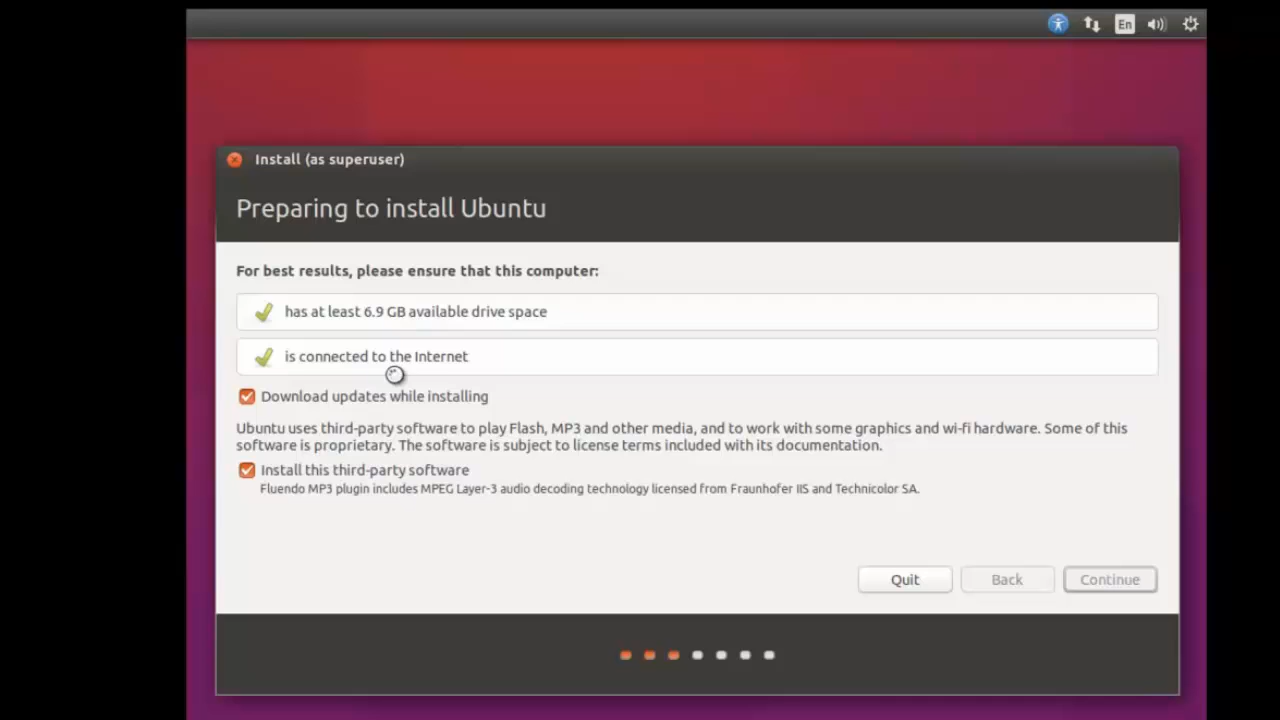 En
Install (as superuser)
Preparing to install Ubuntu
For best results, please ensure that this computer:
has at least 6.9 GB available drive space
is connected to the Internet
Download updates while installing
Ubuntu uses third-party software to play Flash, MP3 and other media, and to work with some graphics and wi-fi hardware. Some of this
software is proprietary. The software is subject to license terms included with its documentation.
Install this third-party software
Fluendo MP3 plugin includes MPEG Layer-3 audio decoding technology licensed from Fraunhofer IIS and Technicolor SA.
Quit Back Continue